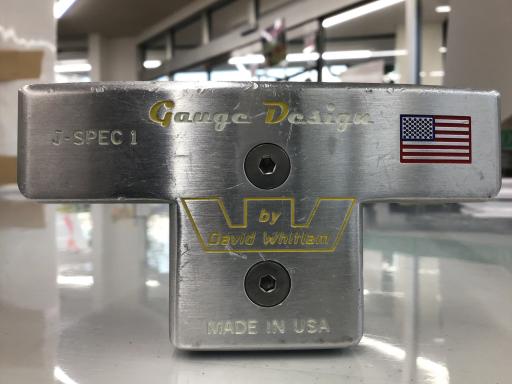 Gauge Design
J-SPEC 1
by
David Whitlam
MADE IN USA